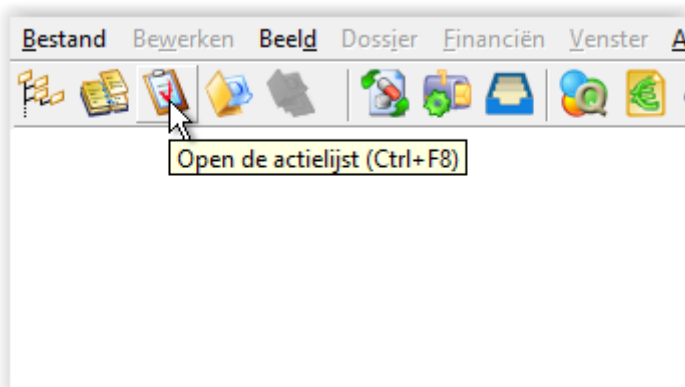 Bestand Bewerken Beeld Dossier Financiën Venster A
Open de actielijst (Ctrl+F8)